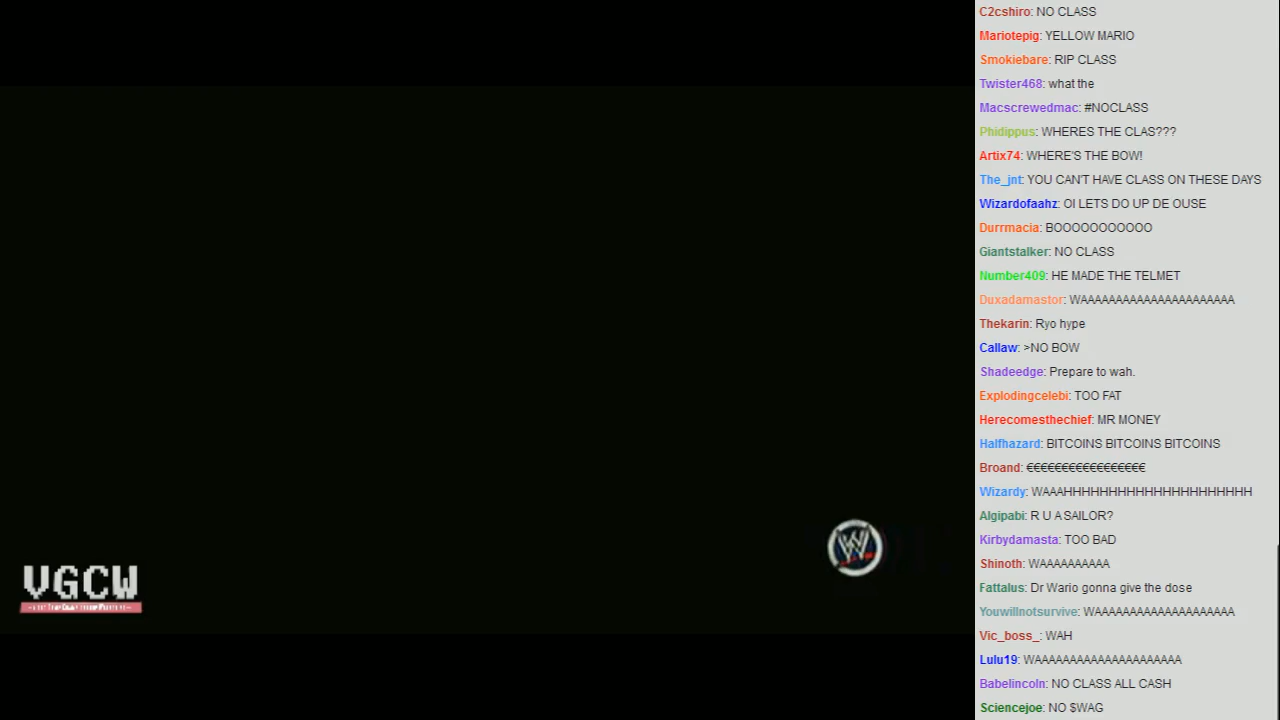 C2cshiro: NO CLASS
Mariotepig: YELLOW MARIO
Smokiebare: RIP CLASS
Twister468: what the
Macscrewedmac: #NOCLASS
Phidippus: WHERES THE CLAS???
Artix74: WHERE'S THE BOW!
The_jnt: YOU CAN'T HAVE CLASS ON THESE DAYS
Wizardofaahz: OI LETS DO UP DE OUSE
Durrmacia: BOOOOOOOOOOO
Giantstalker: NO CLASS
Number409: HE MADE THE TELMET
Duxadamastor: WAAAAAAAAAAAAAAAAAAAAAA
Thekarin: Ryo hype
Callaw: >NO BOW
Shadeedge: Prepare to wah.
Explodingcelebi: TOO FAT
Herecomesthechief: MR MONEY
Halfhazard: BITCOINS BITCOINS BITCOINS
Broand: €€€€€€€€€€€€€€€€€
Wizardy: WAAAHHHHHHHHHHHHHHHHHHHHH
Algipabi: R U A SAILOR?
Kirbydamasta: TOO BAD
Shinoth: WAAAAAAAAAA
Fattalus: Dr Wario gonna give the dose
Youwillnotsurvive: WAAAAAAAAAAAAAAAAAAAA
Vic_boss_: WAH
Lulu19: WAAAAAAAAAAAAAAAAAAAAA
Babelincoln: NO CLASS ALL CASH
Sciencejoe: NO $WAG
VGCW
W